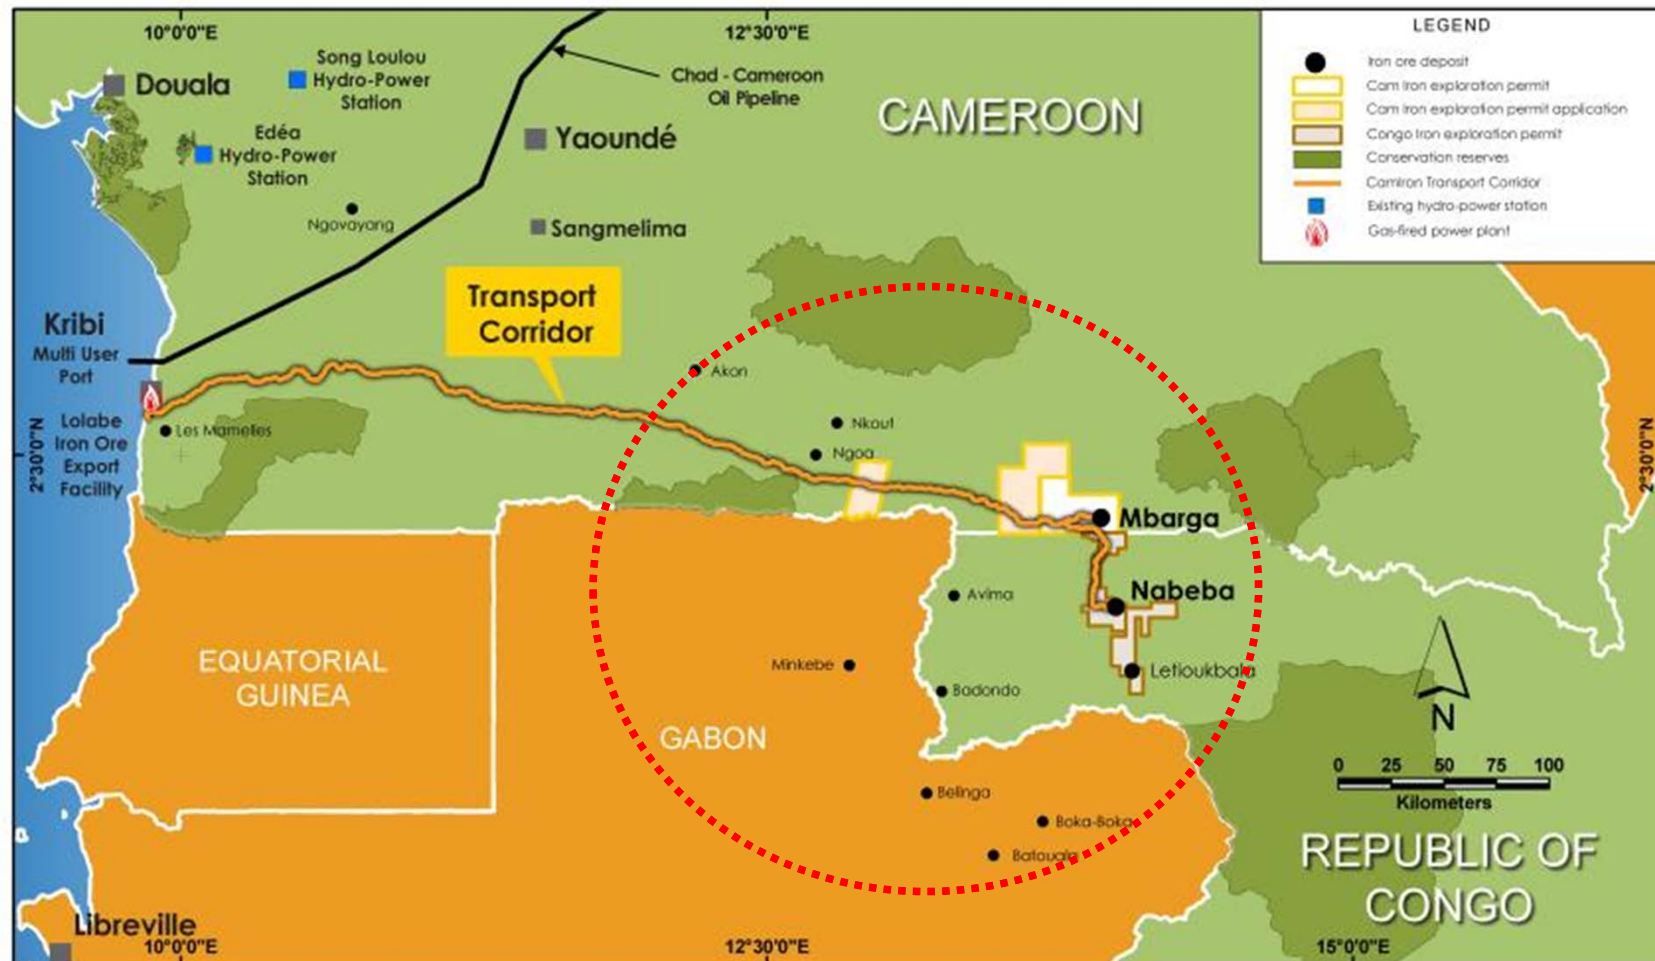 10°0'0"E
12°30'0"E
Song Loulou
Hydro-Power
Station
Douala
Edéa
Hydro-Power
Station
Ngovayang
Chad - Cameroon
Oil Pipeline
Yaoundé
Sangmelima
CAMEROON
LEGEND
Iron ore deposit
Cam Iron exploration permit
Cam Iron exploration permit application
Congo Iron exploration permit
Conservation reserves
CamIron Transport Corridor
Existing hydro-power station
Gas-fired power plant
Transport
Corridor
Kribi
Multi User
Port
Lolabe
Iron Ore
Export
Facility
Les Mamelles
2°30'0"N
2°30'0"N
Akon
Nkout
Ngoa
Mbarga
Nabeba
Avima
Letioukbala
Minkebe
Badondo
EQUATORIAL
GUINEA
GABON
Belinga
Boka-Boka
Batouala
N
0 25 50 75 100
Kilometers
REPUBLIC OF
CONGO
Libreville
10°0'0"E
12°30'0"E
15°0'0"E